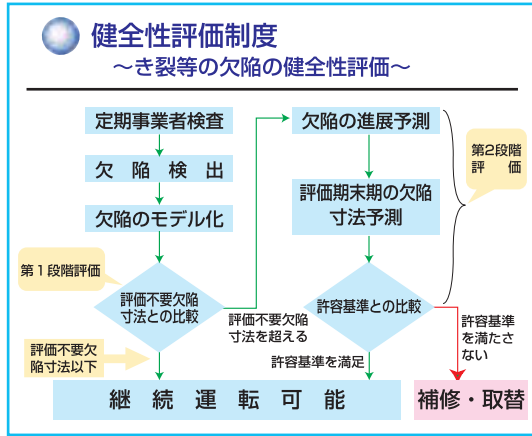 健全性評価制度
～き裂等の欠陥の健全性評価～
定期事業者検査
欠陥検出
欠陥のモデル化
第1段階評価
評価不要欠陥
寸法との比較
評価不要欠
陥寸法以下
評価不要欠陥
寸法を超える
欠陥の進展予測
評価期末期の欠陥
寸法予測
第2段階
評価
許容基準との比較
許容基準を満足
許容基準
を満たさ
ない
継続運転可能
補修・取替